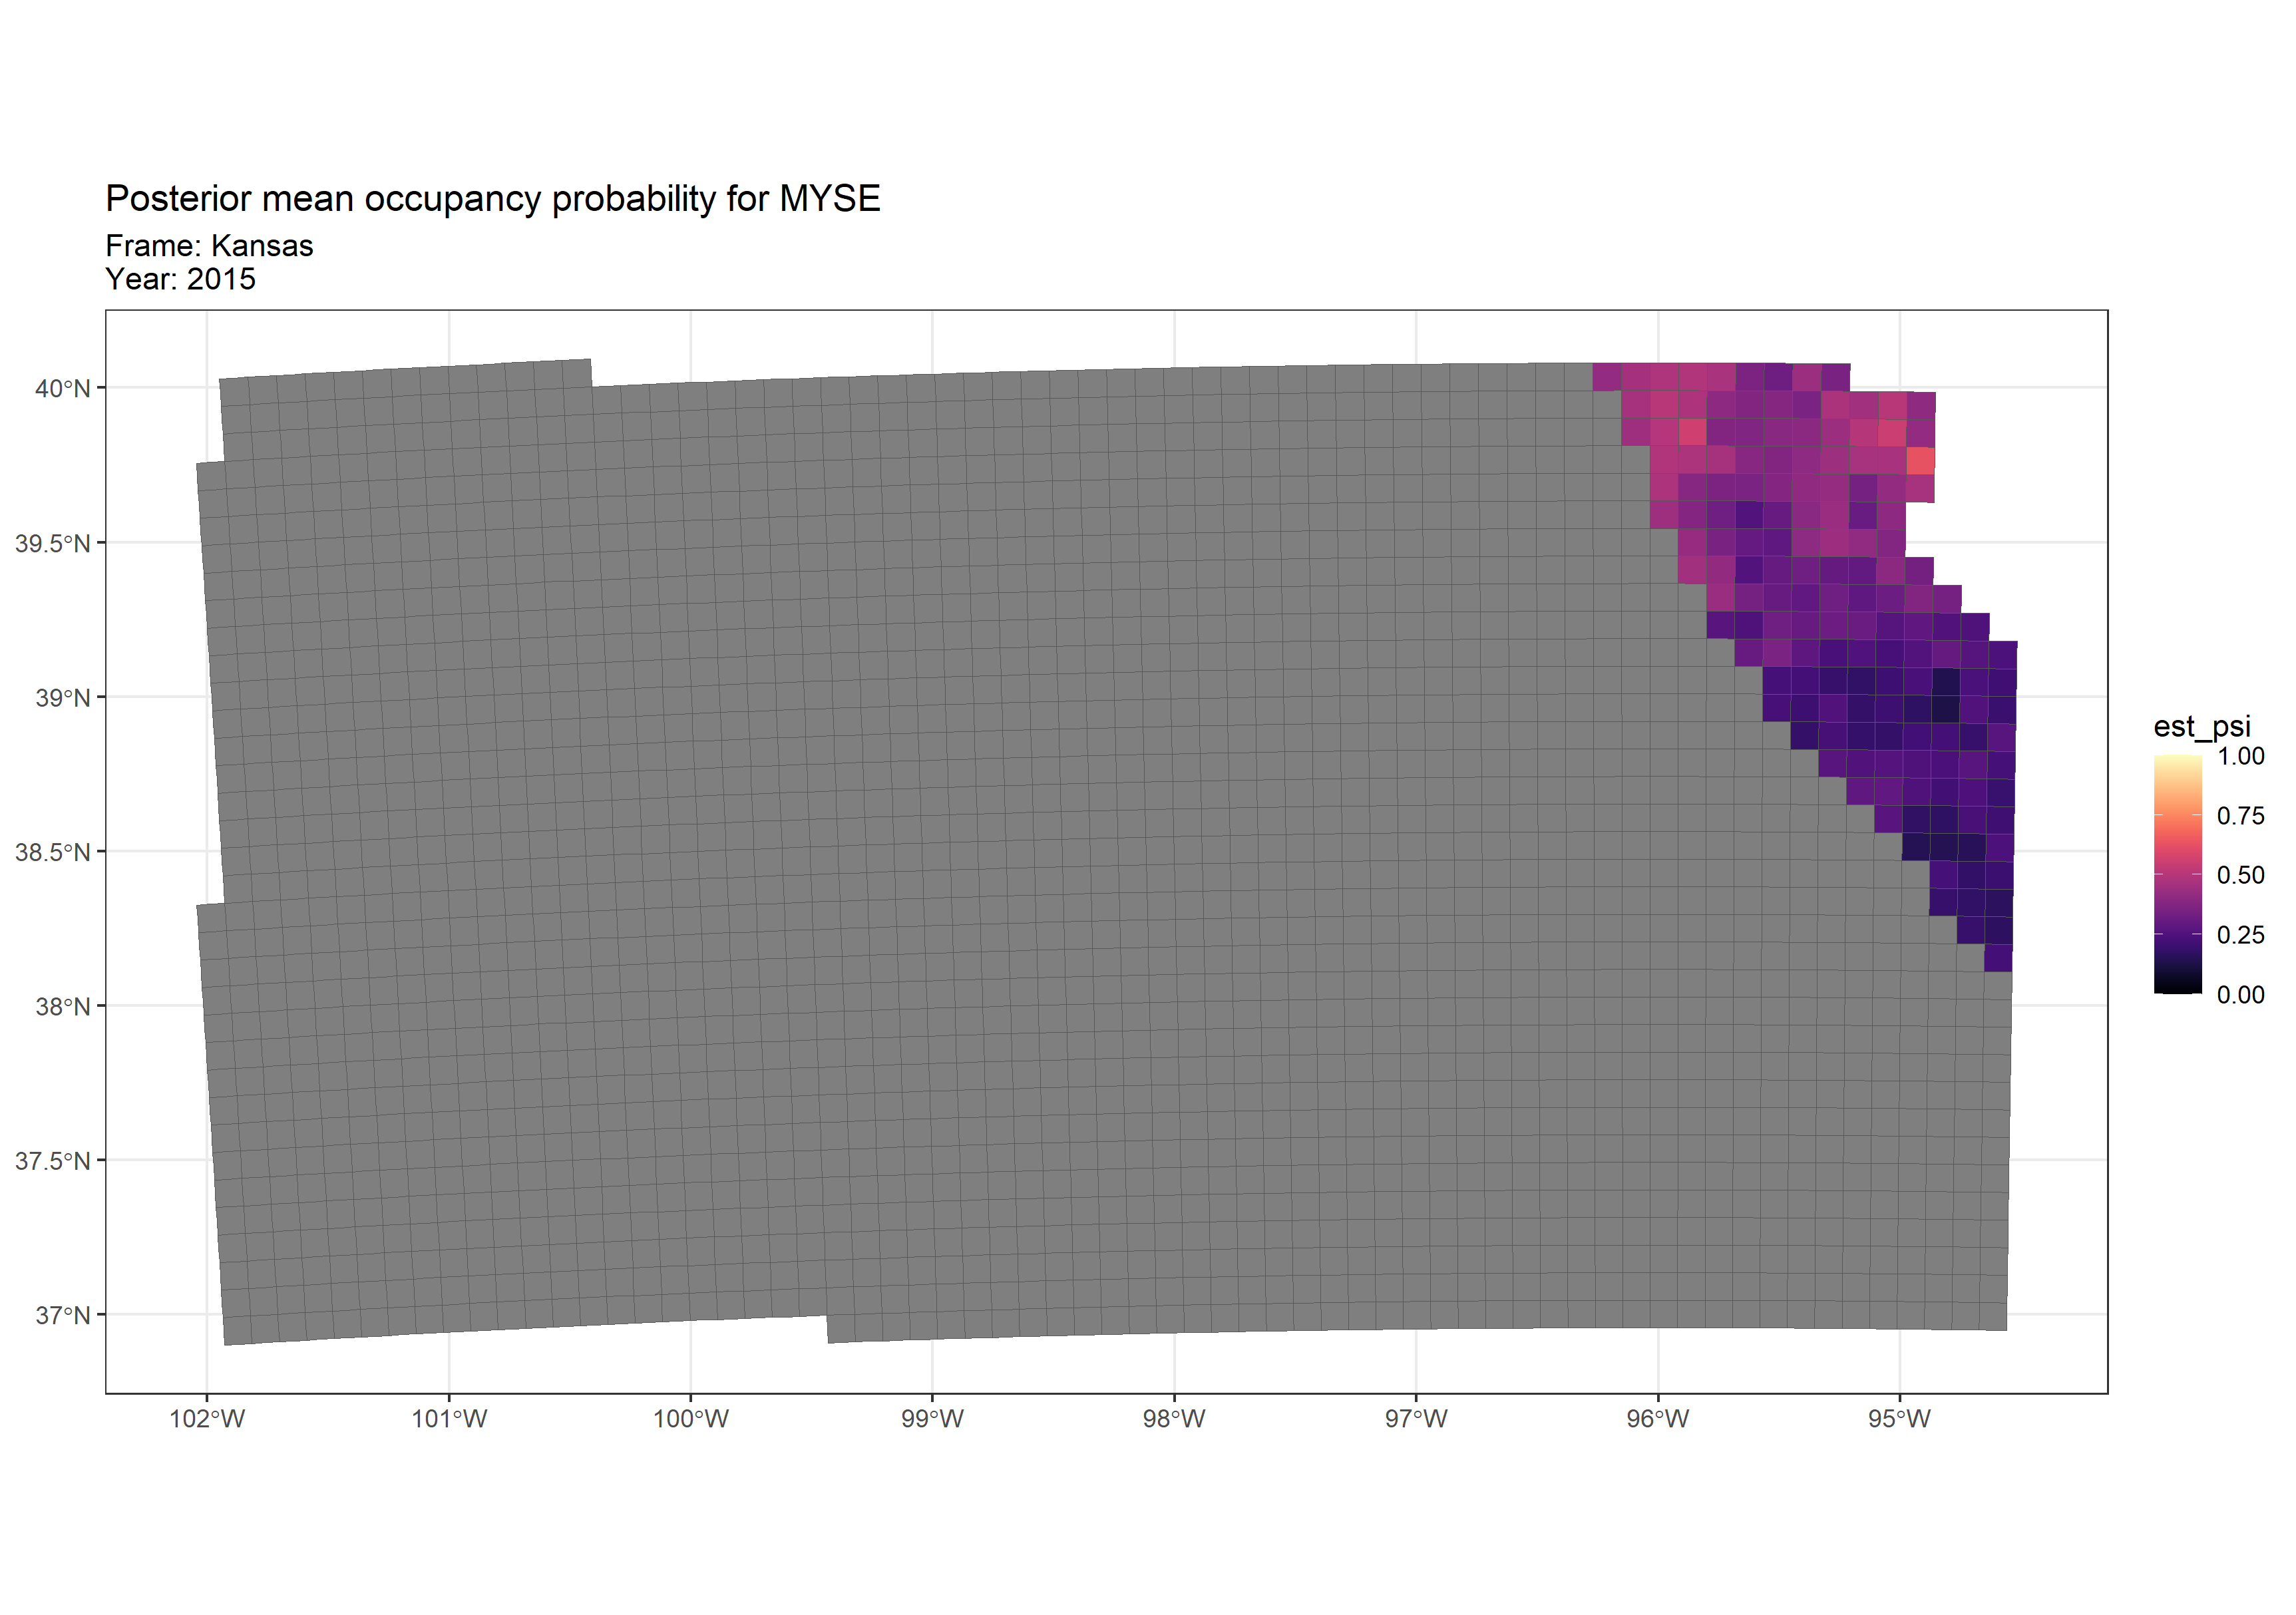 Posterior mean occupancy probability for MYSE
Frame: Kansas
Year: 2015
40°N
39.5°N
39°N
38.5°N
38°N
37.5°N
37°N
102°W
101°W
100°W
99°W
98°W
97°W
96°W
95°W
est_psi
1.00
0.75
0.50
0.25
0.00